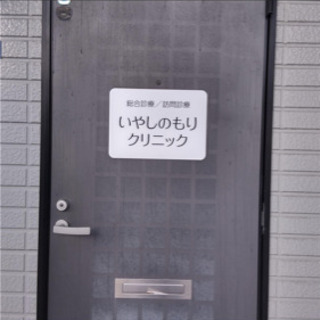 総合診療／訪問診療
いやしのもり
クリニック